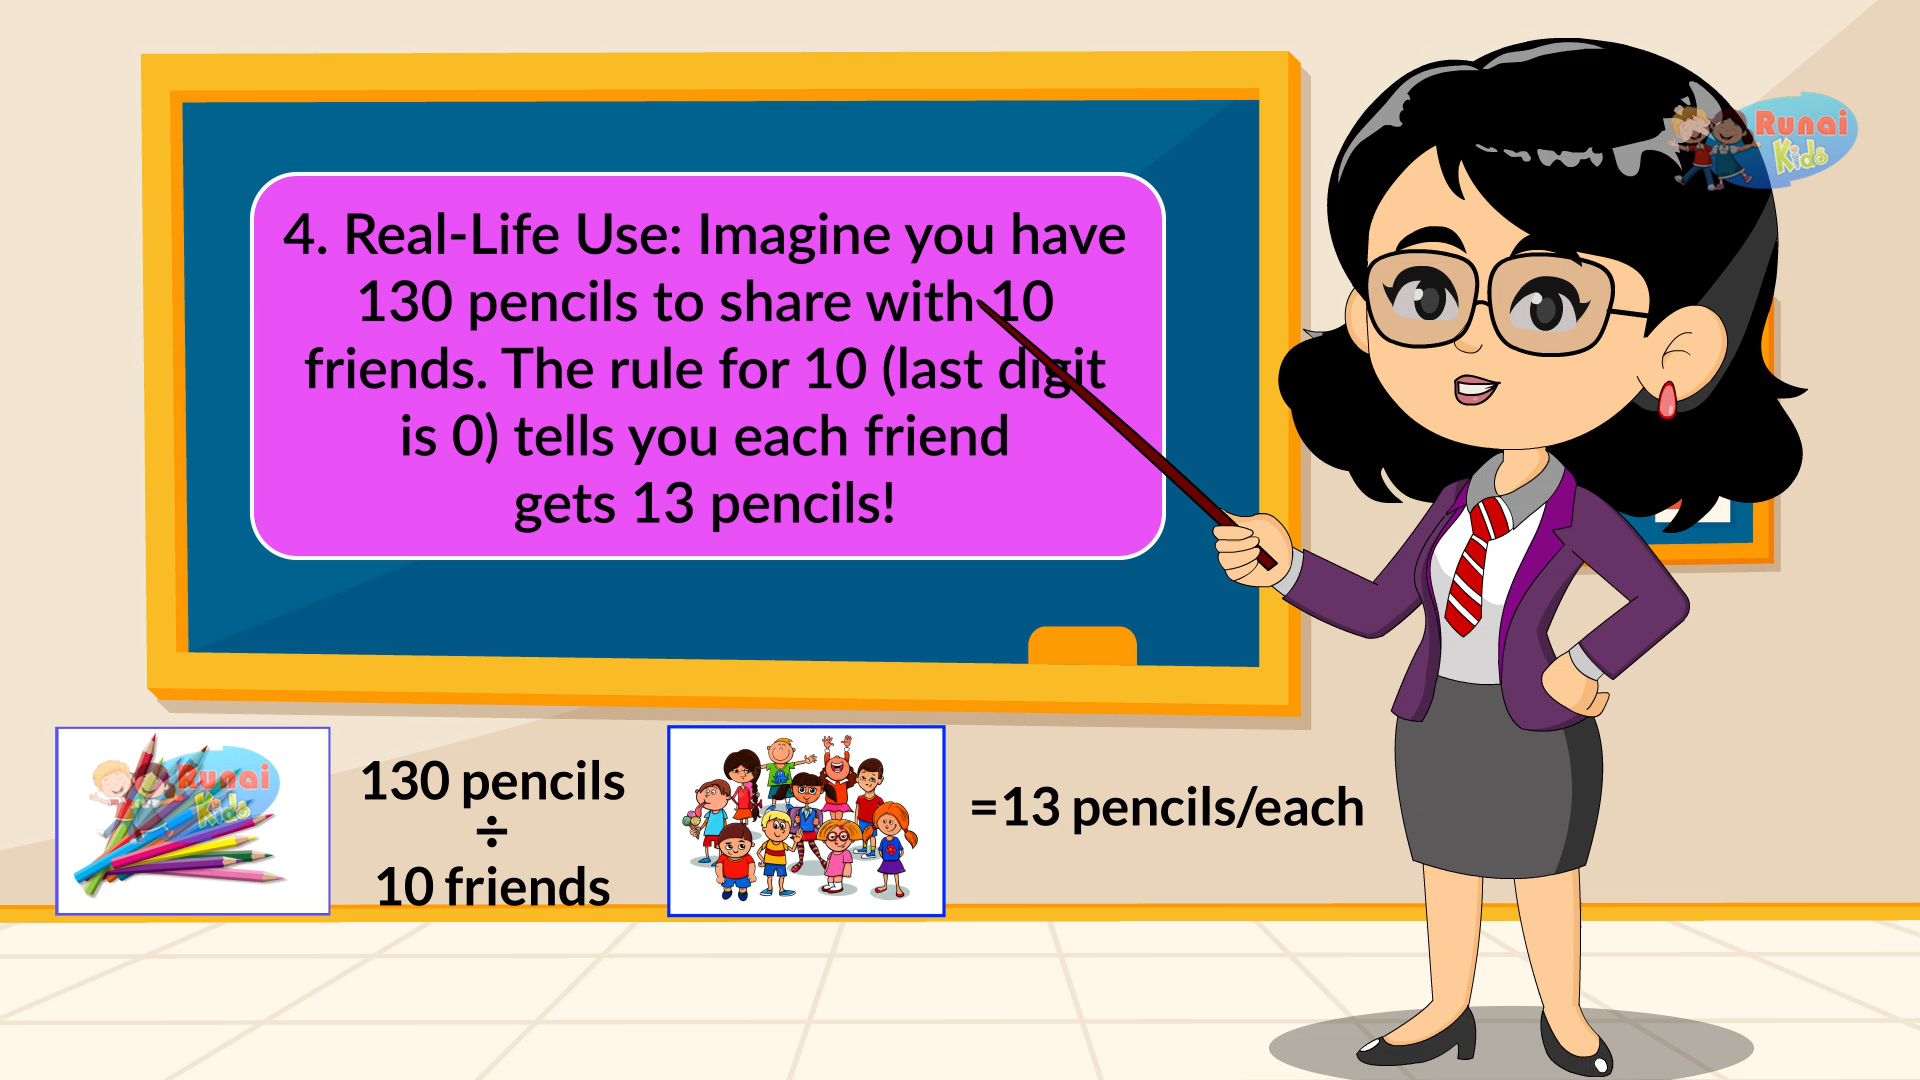 4. Real-Life Use: Imagine you have
130 pencils to share with 10
friends. The rule for 10 (last digit
is 0) tells you each friend
gets 13 pencils!
Runai
Kids
Runai
Kids
130 pencils
÷
10 friends
=13 pencils/each